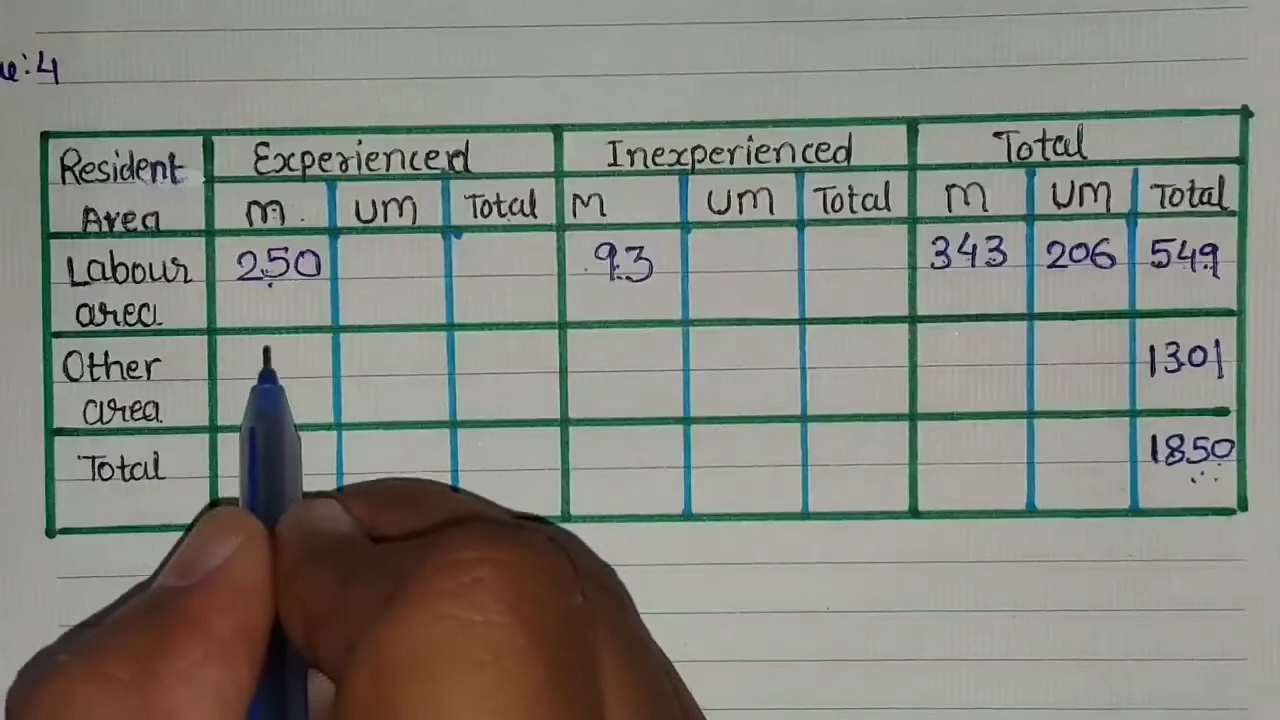 e:4
Resident Area Experienced Inexperienced Total
M UM Total M UM Total M UM Total
Labour area 250 93 343 206 549
Other area 1301
Total 1850